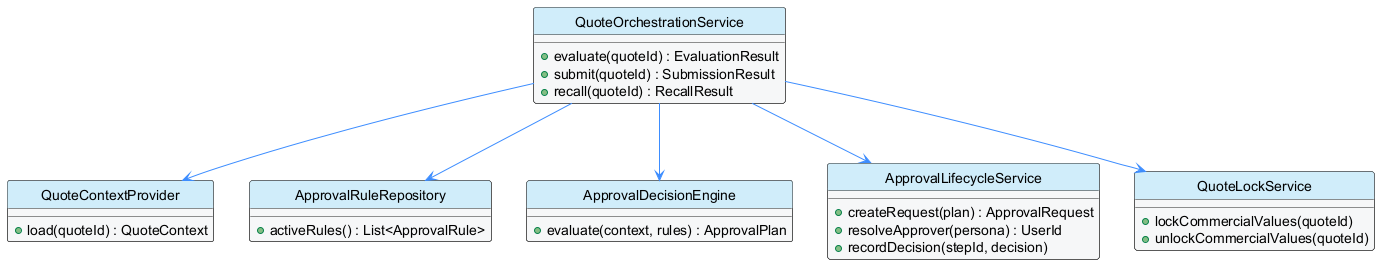 QuoteOrchestrationService
evaluate(quoteId) : EvaluationResult
submit(quoteId) : SubmissionResult
recall(quoteId) : RecallResult
QuoteContextProvider
load(quoteId) : QuoteContext
ApprovalRuleRepository
activeRules() : List<ApprovalRule>
ApprovalDecisionEngine
evaluate(context, rules) : ApprovalPlan
ApprovalLifecycleService
createRequest(plan) : ApprovalRequest
resolveApprover(persona) : UserId
recordDecision(stepId, decision)
QuoteLockService
lockCommercialValues(quoteId)
unlockCommercialValues(quoteId)